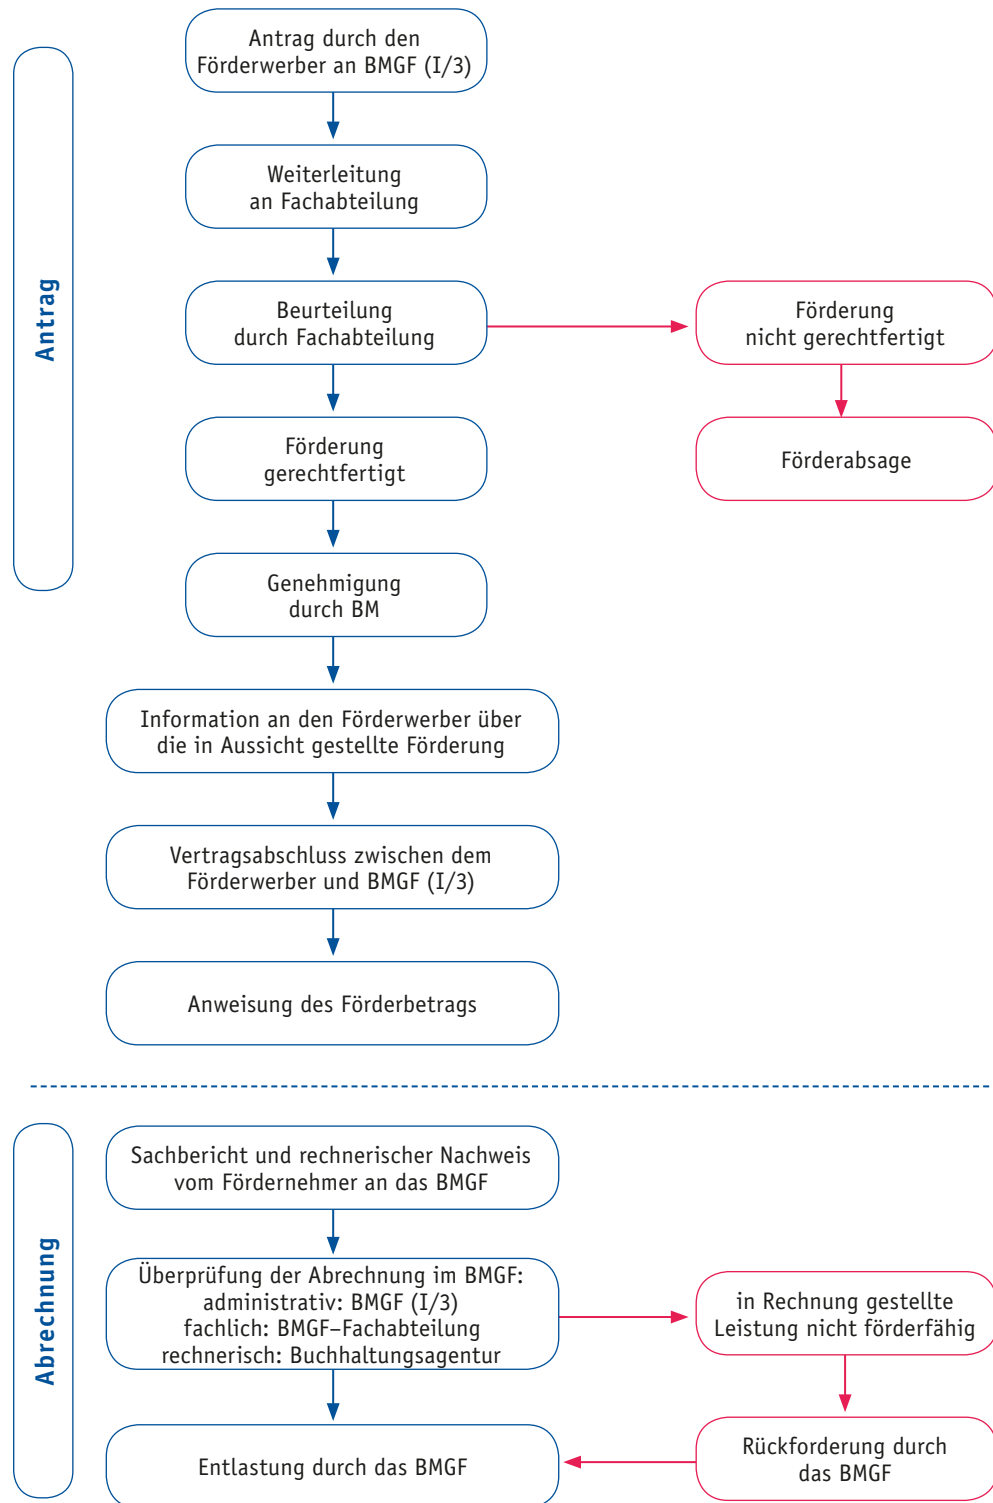 Antrag
Antrag durch den
Förderwerber an BMGF (I/3)
Weiterleitung
an Fachabteilung
Beurteilung
durch Fachabteilung
Förderung
nicht gerechtfertigt
Förderung
gerechtfertigt
Förderabsage
Genehmigung
durch BM
Information an den Förderwerber über
die in Aussicht gestellte Förderung
Vertragsabschluss zwischen dem
Förderwerber und BMGF (I/3)
Anweisung des Förderbetrags
Abrechnung
Sachbericht und rechnerischer Nachweis
vom Fördernehmer an das BMGF
Überprüfung der Abrechnung im BMGF:
administrativ: BMGF (I/3)
fachlich: BMGF–Fachabteilung
rechnerisch: Buchhaltungsagentur
in Rechnung gestellte
Leistung nicht förderfähig
Entlastung durch das BMGF
Rückforderung durch
das BMGF